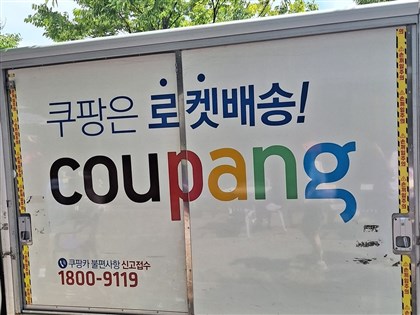 쿠팡은 로켓배송!
coupang
쿠팡카 불편사항 신고접수
1800-9119